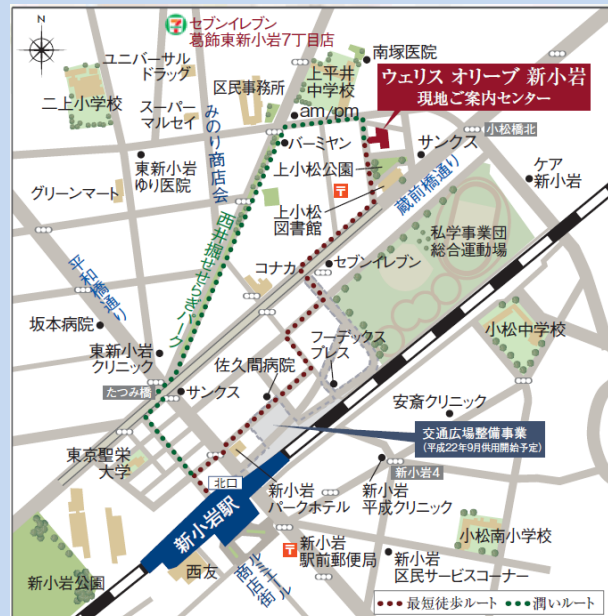 N
セブンイレブン
葛飾東新小岩7丁目店
ユニバーサル
ドラッグ
区民事務所
上平井
中学校
南塚医院
ウェリス オリーブ 新小岩
現地ご案内センター
二上小学校
スーパー
マルセイ
am/pm
バーミヤン
サンクス
小松橋北
みのり商店会
東新小岩
ゆり医院
上小松公園
ケア
新小岩
グリーンマート
上小松
図書館
蔵前橋通り
私学事業団
総合運動場
西井堀せせらぎパーク
コナカ
セブンイレブン
平和橋通り
坂本病院
フーデックス
プレス
小松中学校
東新小岩
クリニック
佐久間病院
たつみ橋
サンクス
安斎クリニック
交通広場整備事業
(平成22年9月供用開始予定)
東京聖栄
大学
北口
新小岩
パークホテル
新小岩
平成クリニック
新小岩4
新小岩駅
新小岩
駅前郵便局
小松南小学校
新小岩公園
西友
ルミエール
商店街
新小岩
区民サービスコーナー
最短徒歩ルート
潤いルート